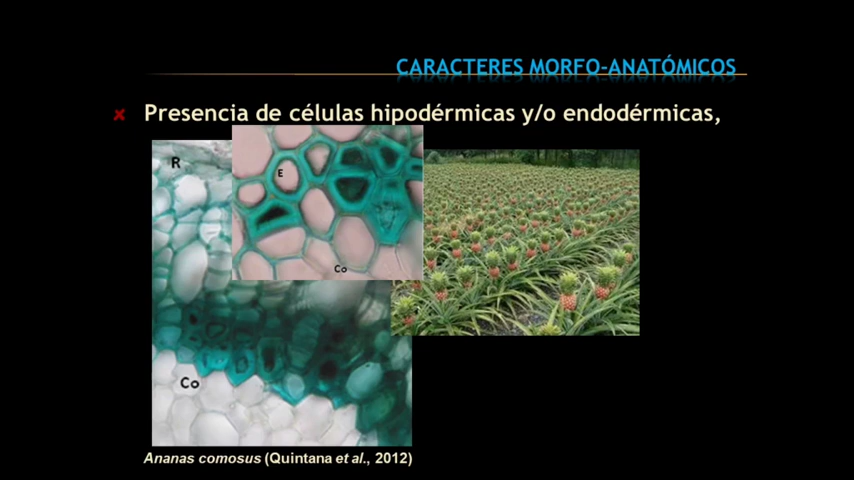 CARACTERES MORFO-ANATÓMICOS
Presencia de células hipodérmicas y/o endodérmicas,
R
E
Co
Co
Ananas comosus (Quintana et al., 2012)